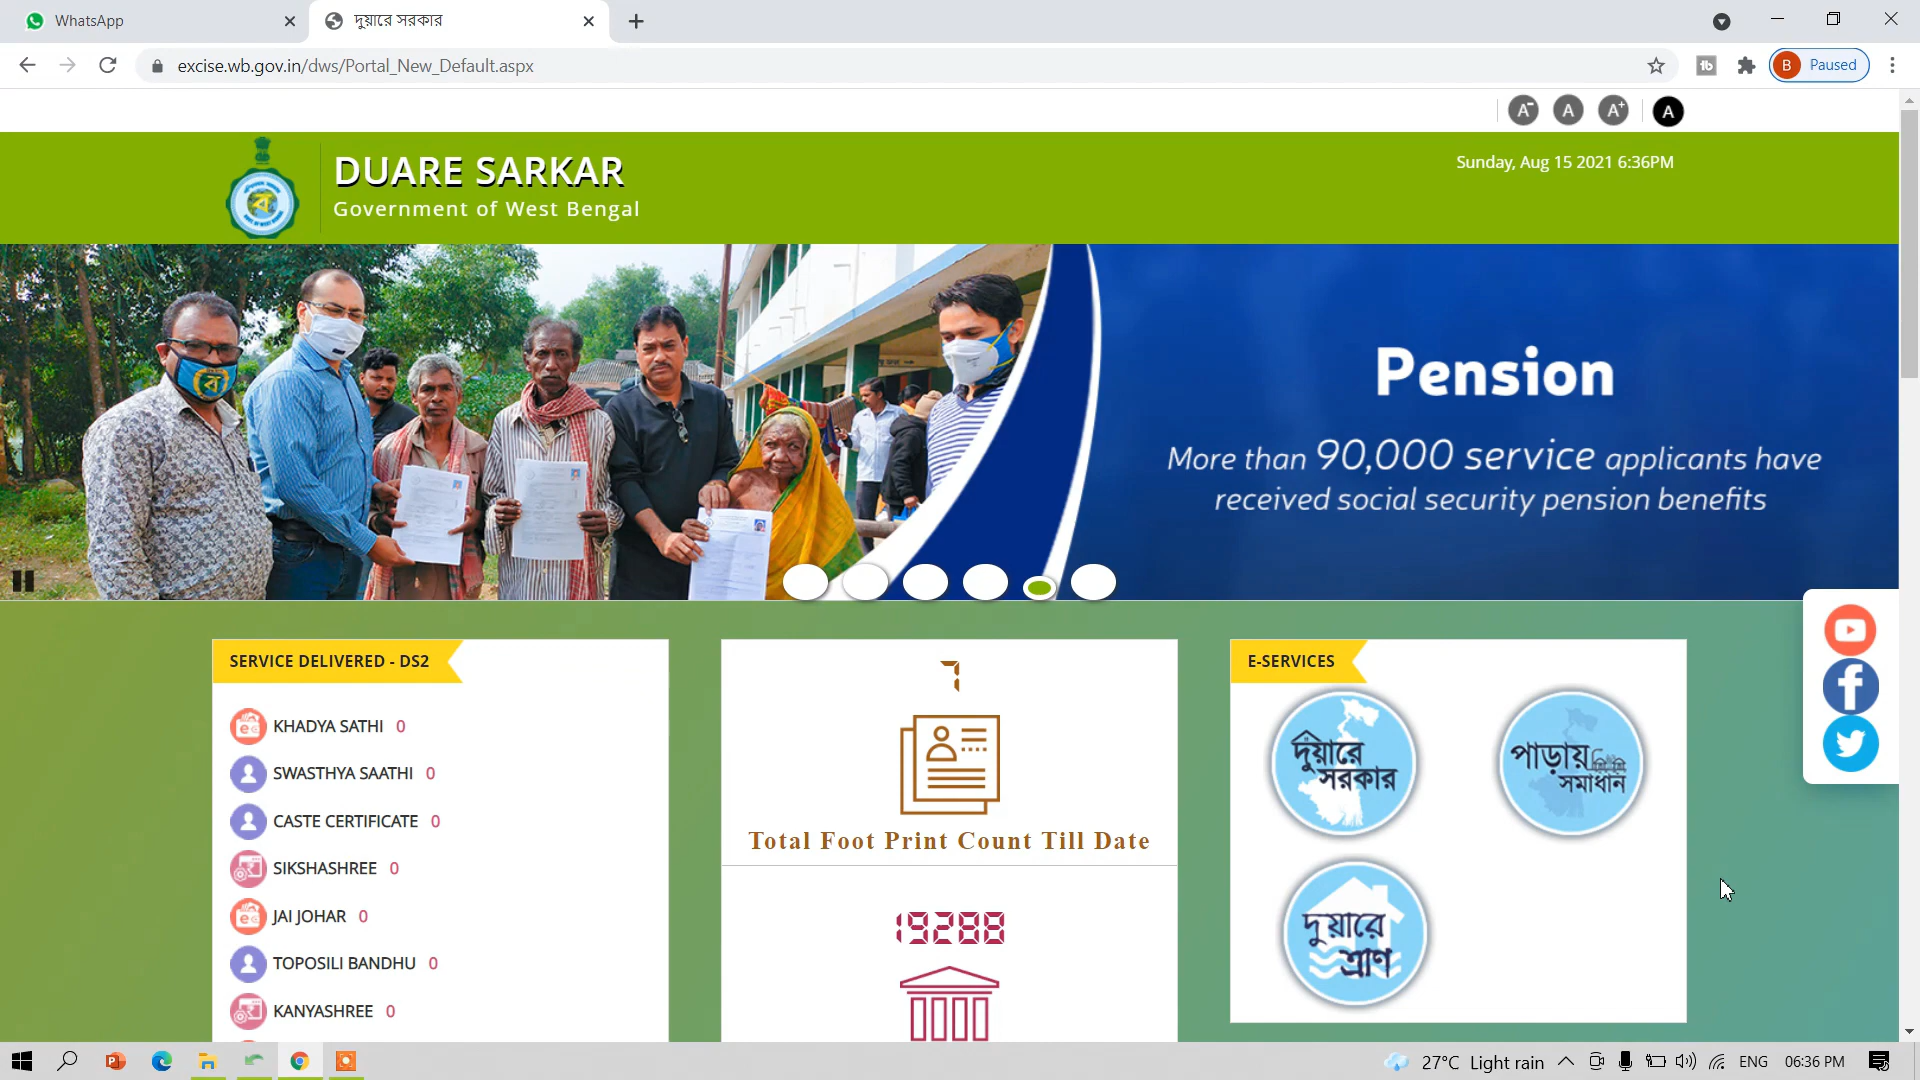 WhatsApp
দুয়ারে সরকার
excise.wb.gov.in/dws/Portal_New_Default.aspx
B Paused
A- A A+ A
DUARE SARKAR
Government of West Bengal
Sunday, Aug 15 2021 6:36PM
Pension
More than 90,000 service applicants have
received social security pension benefits
SERVICE DELIVERED - DS2
KHADYA SATHI 0
SWASTHYA SAATHI 0
CASTE CERTIFICATE 0
SIKSHASHREE 0
JAI JOHAR 0
TOPOSILI BANDHU 0
KANYASHREE 0
7
Total Foot Print Count Till Date
19288
E-SERVICES
দুয়ারে
সরকার
পাড়ায়
সমাধান
দুয়ারে
ত্রাণ
27°C Light rain
ENG
06:36 PM